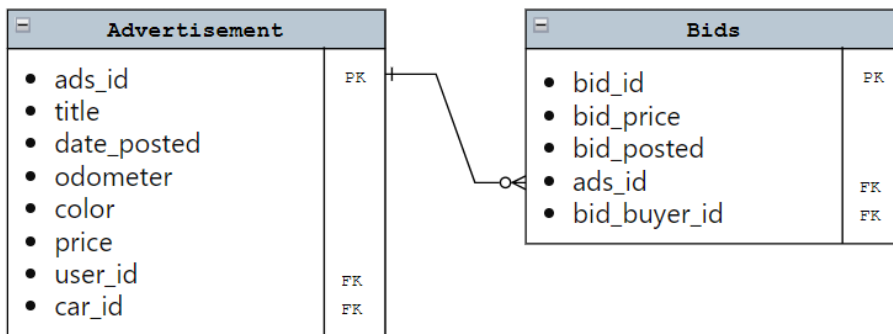 Advertisement
ads_id PK
title
date_posted
odometer
color
price
user_id FK
car_id FK
Bids
bid_id PK
bid_price
bid_posted
ads_id FK
bid_buyer_id FK